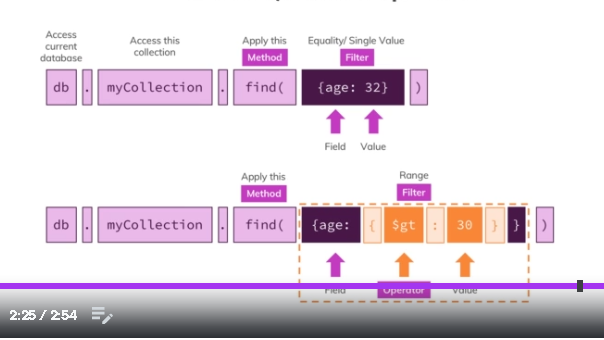 Access
current
database
Access this
collection
Apply this
Method
Equality/ Single Value
Filter
db . myCollection . find( {age: 32} )
Field Value
Apply this
Method
Range
Filter
db . myCollection . find( {age: { $gt : 30 } } )
Field Operator Value
2:25 / 2:54